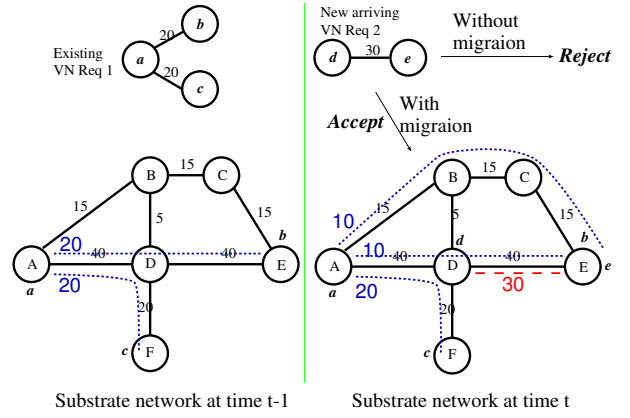 Existing
VN Req 1
a
b
c
20
20
New arriving
VN Req 2
d
30
e
Without
migraion
Reject
Accept
With
migraion
B
15
C
15
5
15
20
b
A
40
D
40
E
a
20
20
c
F
Substrate network at time t-1
B
15
C
15
5
15
10
10
d
b
A
40
D
40
E
e
a
20
30
20
c
F
Substrate network at time t